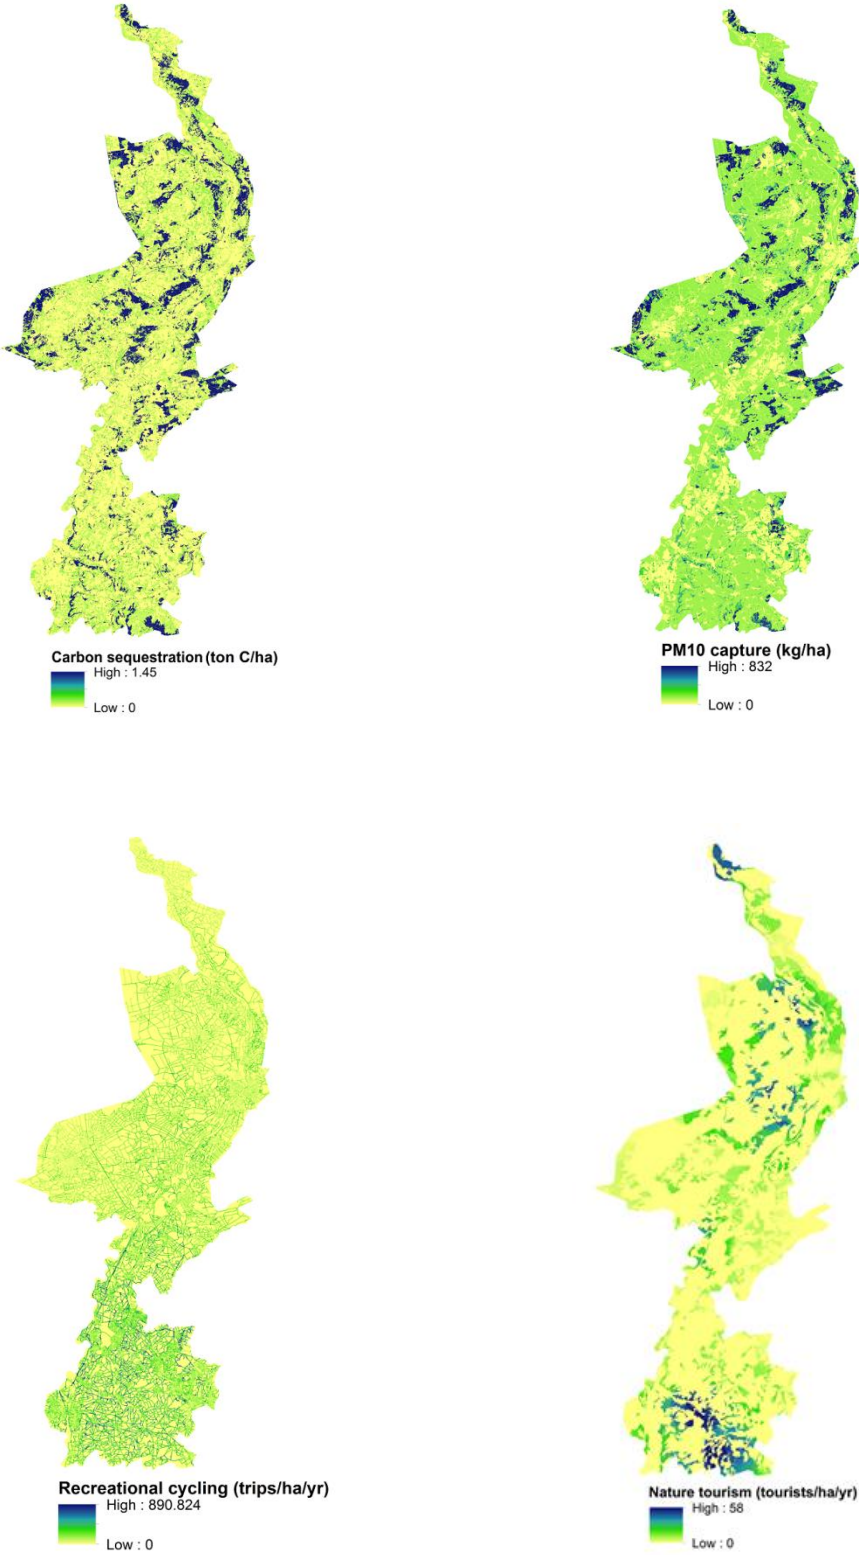 Carbon sequestration (ton C/ha)
High : 1.45
Low : 0
PM10 capture (kg/ha)
High : 832
Low : 0
Recreational cycling (trips/ha/yr)
High : 890.824
Low : 0
Nature tourism (tourists/ha/yr)
High : 58
Low : 0